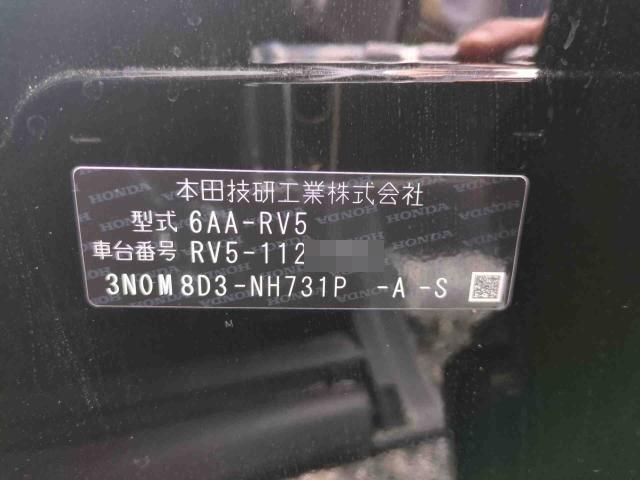 本田技研工業株式会社
型式 6AA-RV5
車台番号 RV5-112
3N0M8D3-NH731P -A -S